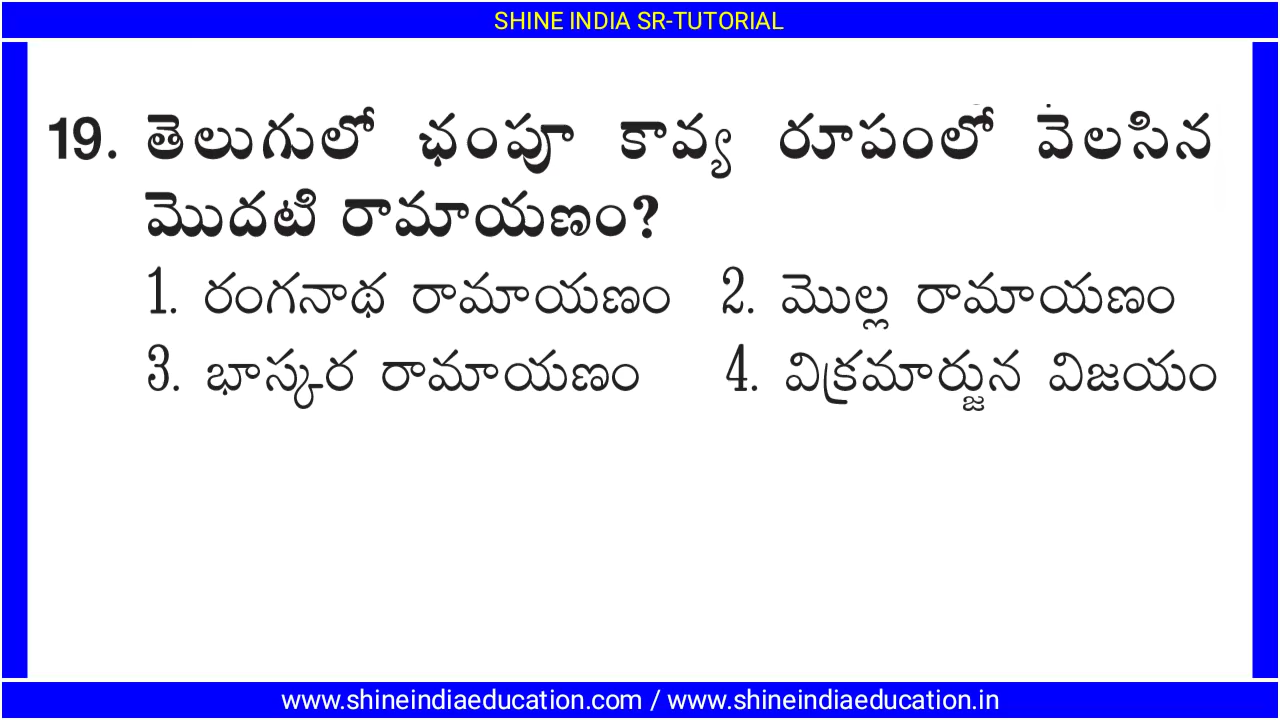 SHINE INDIA SR-TUTORIAL
19. తెలుగులో ఛంపూ కావ్య రూపంలో వెలసిన
మొదటి రామాయణం?
1. రంగనాథ రామాయణం 2. మొల్ల రామాయణం
3. భాస్కర రామాయణం 4. విక్రమార్జున విజయం
www.shineindiaeducation.com / www.shineindiaeducation.in